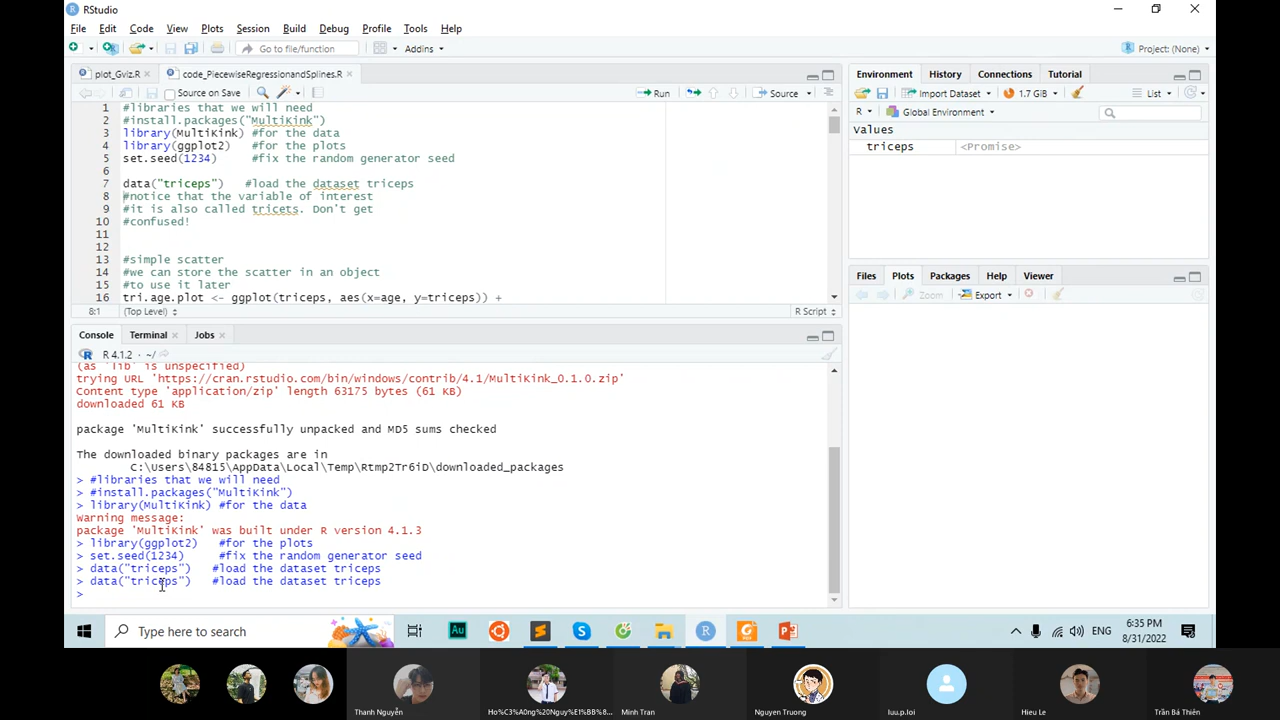 RStudio
File Edit Code View Plots Session Build Debug Profile Tools Help
Go to file/function Addins Project: (None)
plot_Gviz.R code_PiecewiseRegressionandSplines.R
Source on Save Run Source
1 #libraries that we will need
2 #install.packages("MultiKink")
3 library(MultiKink) #for the data
4 library(ggplot2) #for the plots
5 set.seed(1234) #fix the random generator seed
6
7 data("triceps") #load the dataset triceps
8 #notice that the variable of interest
9 #it is also called tricets. Don't get
10 #confused!
11
12
13 #simple scatter
14 #we can store the scatter in an object
15 #to use it later
16 tri.age.plot <- ggplot(triceps, aes(x=age, y=triceps)) +
8:1 (Top Level) R Script
Console Terminal Jobs
R 4.1.2 · ~/
(as 'lib' is unspecified)
trying URL 'https://cran.rstudio.com/bin/windows/contrib/4.1/MultiKink_0.1.0.zip'
Content type 'application/zip' length 63175 bytes (61 KB)
downloaded 61 KB
package 'MultiKink' successfully unpacked and MD5 sums checked
The downloaded binary packages are in
C:\Users\84815\AppData\Local\Temp\Rtmp2Tr6iD\downloaded_packages
> #libraries that we will need
> #install.packages("MultiKink")
> library(MultiKink) #for the data
Warning message:
package 'MultiKink' was built under R version 4.1.3
> library(ggplot2) #for the plots
> set.seed(1234) #fix the random generator seed
> data("triceps") #load the dataset triceps
> data("triceps") #load the dataset triceps
>
Environment History Connections Tutorial
Import Dataset 1.7 GiB List
R Global Environment
Values
triceps <Promise>
Files Plots Packages Help Viewer
Zoom Export
Type here to search
ENG
6:35 PM
8/31/2022
Thanh Nguyễn
Ho%C3%A0ng%20Nguy%E1%BB%8...
Minh Tran
Nguyen Truong
luu.p.loi
Hieu Le
Trần Bá Thiên